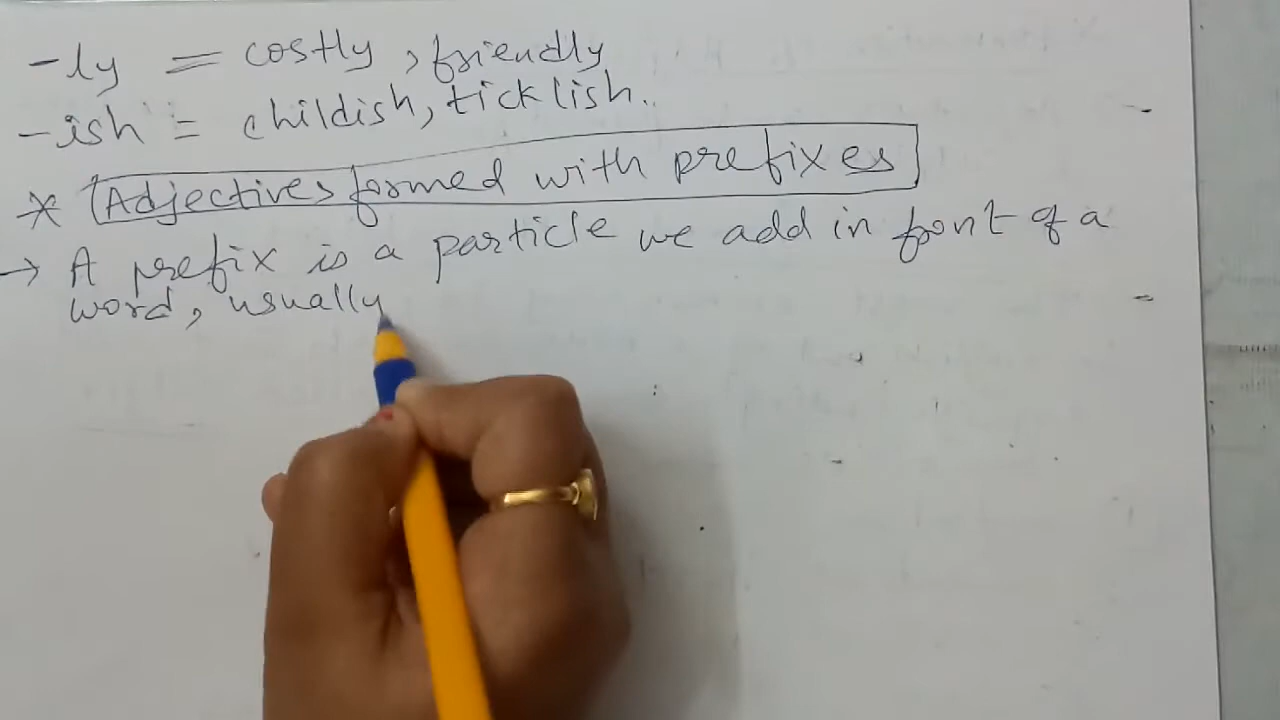 -ly = costly, friendly
-ish = childish, ticklish.
* Adjectives formed with prefixes
→ A prefix is a particle we add in front of a
word, usually